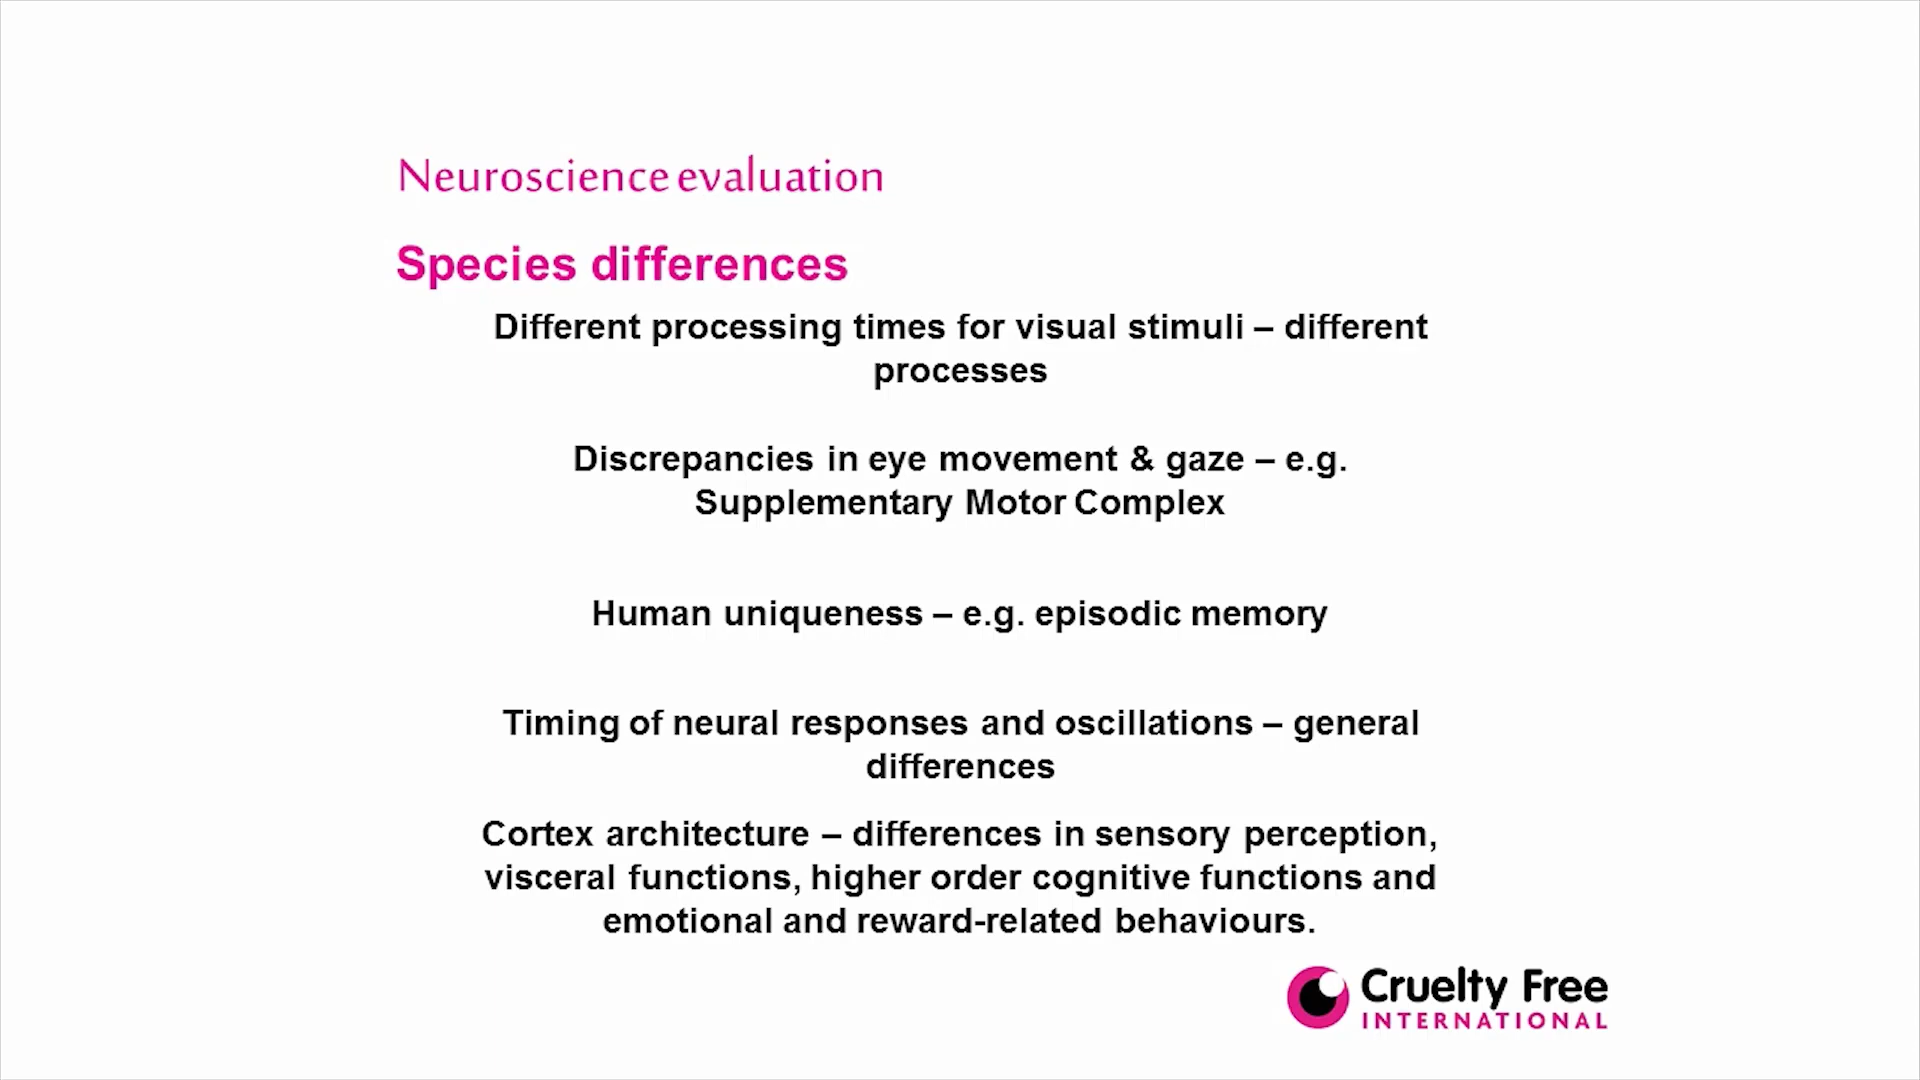 Neuroscience evaluation
Species differences
Different processing times for visual stimuli – different
processes
Discrepancies in eye movement & gaze – e.g.
Supplementary Motor Complex
Human uniqueness – e.g. episodic memory
Timing of neural responses and oscillations – general
differences
Cortex architecture – differences in sensory perception,
visceral functions, higher order cognitive functions and
emotional and reward-related behaviours.
Cruelty Free
INTERNATIONAL